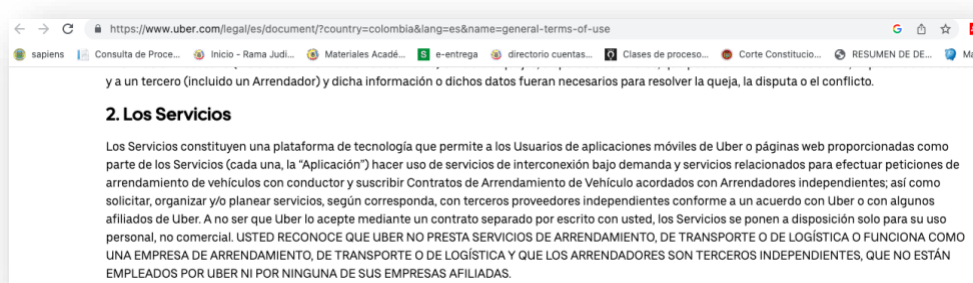 https://www.uber.com/legal/es/document/?country=colombia&lang=es&name=general-terms-of-use
sapiens Consulta de Proce... Inicio - Rama Judi... Materiales Acadé... S e-entrega directorio cuentas... Clases de proceso... Corte Constitucio... RESUMEN DE DE... Ma
y a un tercero (incluido un Arrendador) y dicha información o dichos datos fueran necesarios para resolver la queja, la disputa o el conflicto.
2. Los Servicios
Los Servicios constituyen una plataforma de tecnología que permite a los Usuarios de aplicaciones móviles de Uber o páginas web proporcionadas como
parte de los Servicios (cada una, la “Aplicación”) hacer uso de servicios de interconexión bajo demanda y servicios relacionados para efectuar peticiones de
arrendamiento de vehículos con conductor y suscribir Contratos de Arrendamiento de Vehículo acordados con Arrendadores independientes; así como
solicitar, organizar y/o planear servicios, según corresponda, con terceros proveedores independientes conforme a un acuerdo con Uber o con algunos
afiliados de Uber. A no ser que Uber lo acepte mediante un contrato separado por escrito con usted, los Servicios se ponen a disposición solo para su uso
personal, no comercial. USTED RECONOCE QUE UBER NO PRESTA SERVICIOS DE ARRENDAMIENTO, DE TRANSPORTE O DE LOGÍSTICA O FUNCIONA COMO
UNA EMPRESA DE ARRENDAMIENTO, DE TRANSPORTE O DE LOGÍSTICA Y QUE LOS ARRENDADORES SON TERCEROS INDEPENDIENTES, QUE NO ESTÁN
EMPLEADOS POR UBER NI POR NINGUNA DE SUS EMPRESAS AFILIADAS.